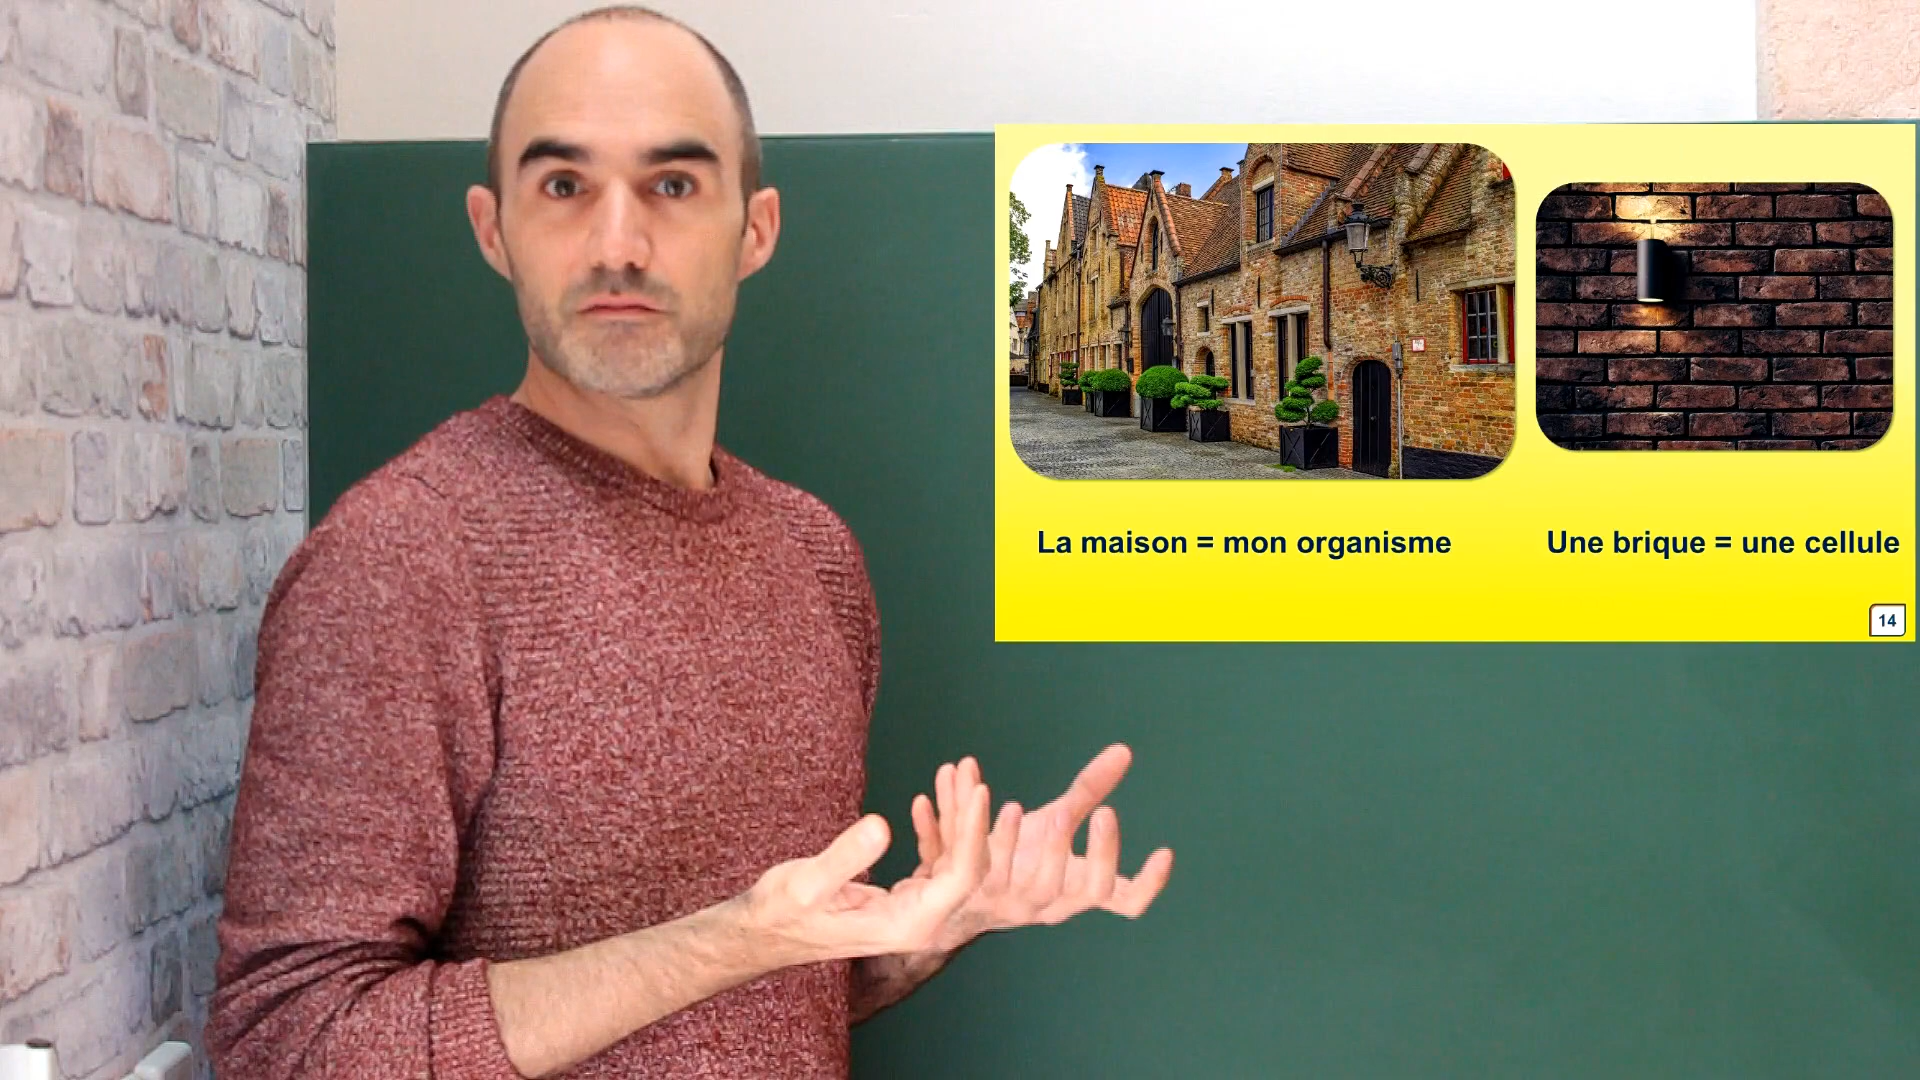 La maison = mon organisme
Une brique = une cellule
14